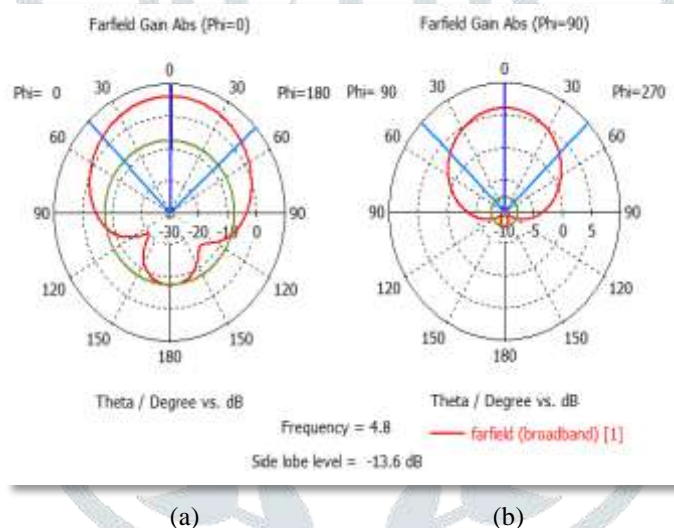 Farfield Gain Abs (Phi=0)
Farfield Gain Abs (Phi=90)
0
0
30
30
30
30
Phi= 0
Phi=180
Phi= 90
Phi=270
60
60
60
60
90
-30
-20
-10
0
90
90
-10
-5
0
5
90
120
120
120
120
150
150
150
150
180
180
Theta / Degree vs. dB
Theta / Degree vs. dB
Frequency = 4.8
farfield (broadband) [1]
Side lobe level = -13.6 dB
(a)
(b)